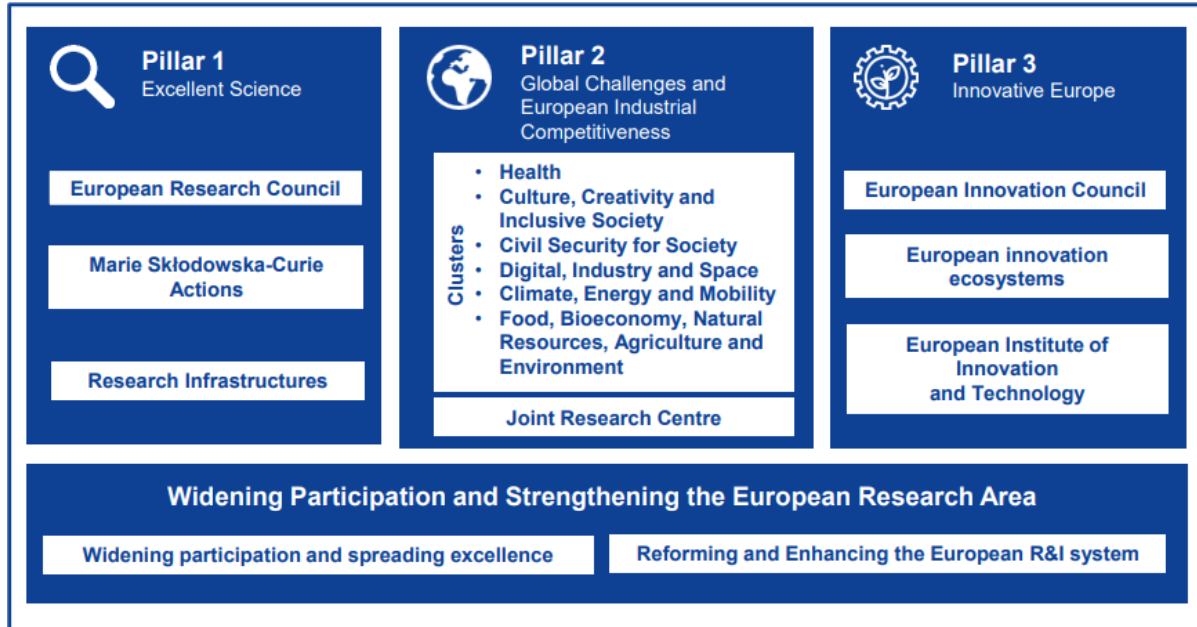 Pillar 1
Excellent Science
European Research Council
Marie Skłodowska-Curie
Actions
Research Infrastructures
Pillar 2
Global Challenges and
European Industrial
Competitiveness
Clusters
• Health
• Culture, Creativity and
Inclusive Society
• Civil Security for Society
• Digital, Industry and Space
• Climate, Energy and Mobility
• Food, Bioeconomy, Natural
Resources, Agriculture and
Environment
Joint Research Centre
Pillar 3
Innovative Europe
European Innovation Council
European innovation
ecosystems
European Institute of
Innovation
and Technology
Widening Participation and Strengthening the European Research Area
Widening participation and spreading excellence
Reforming and Enhancing the European R&I system